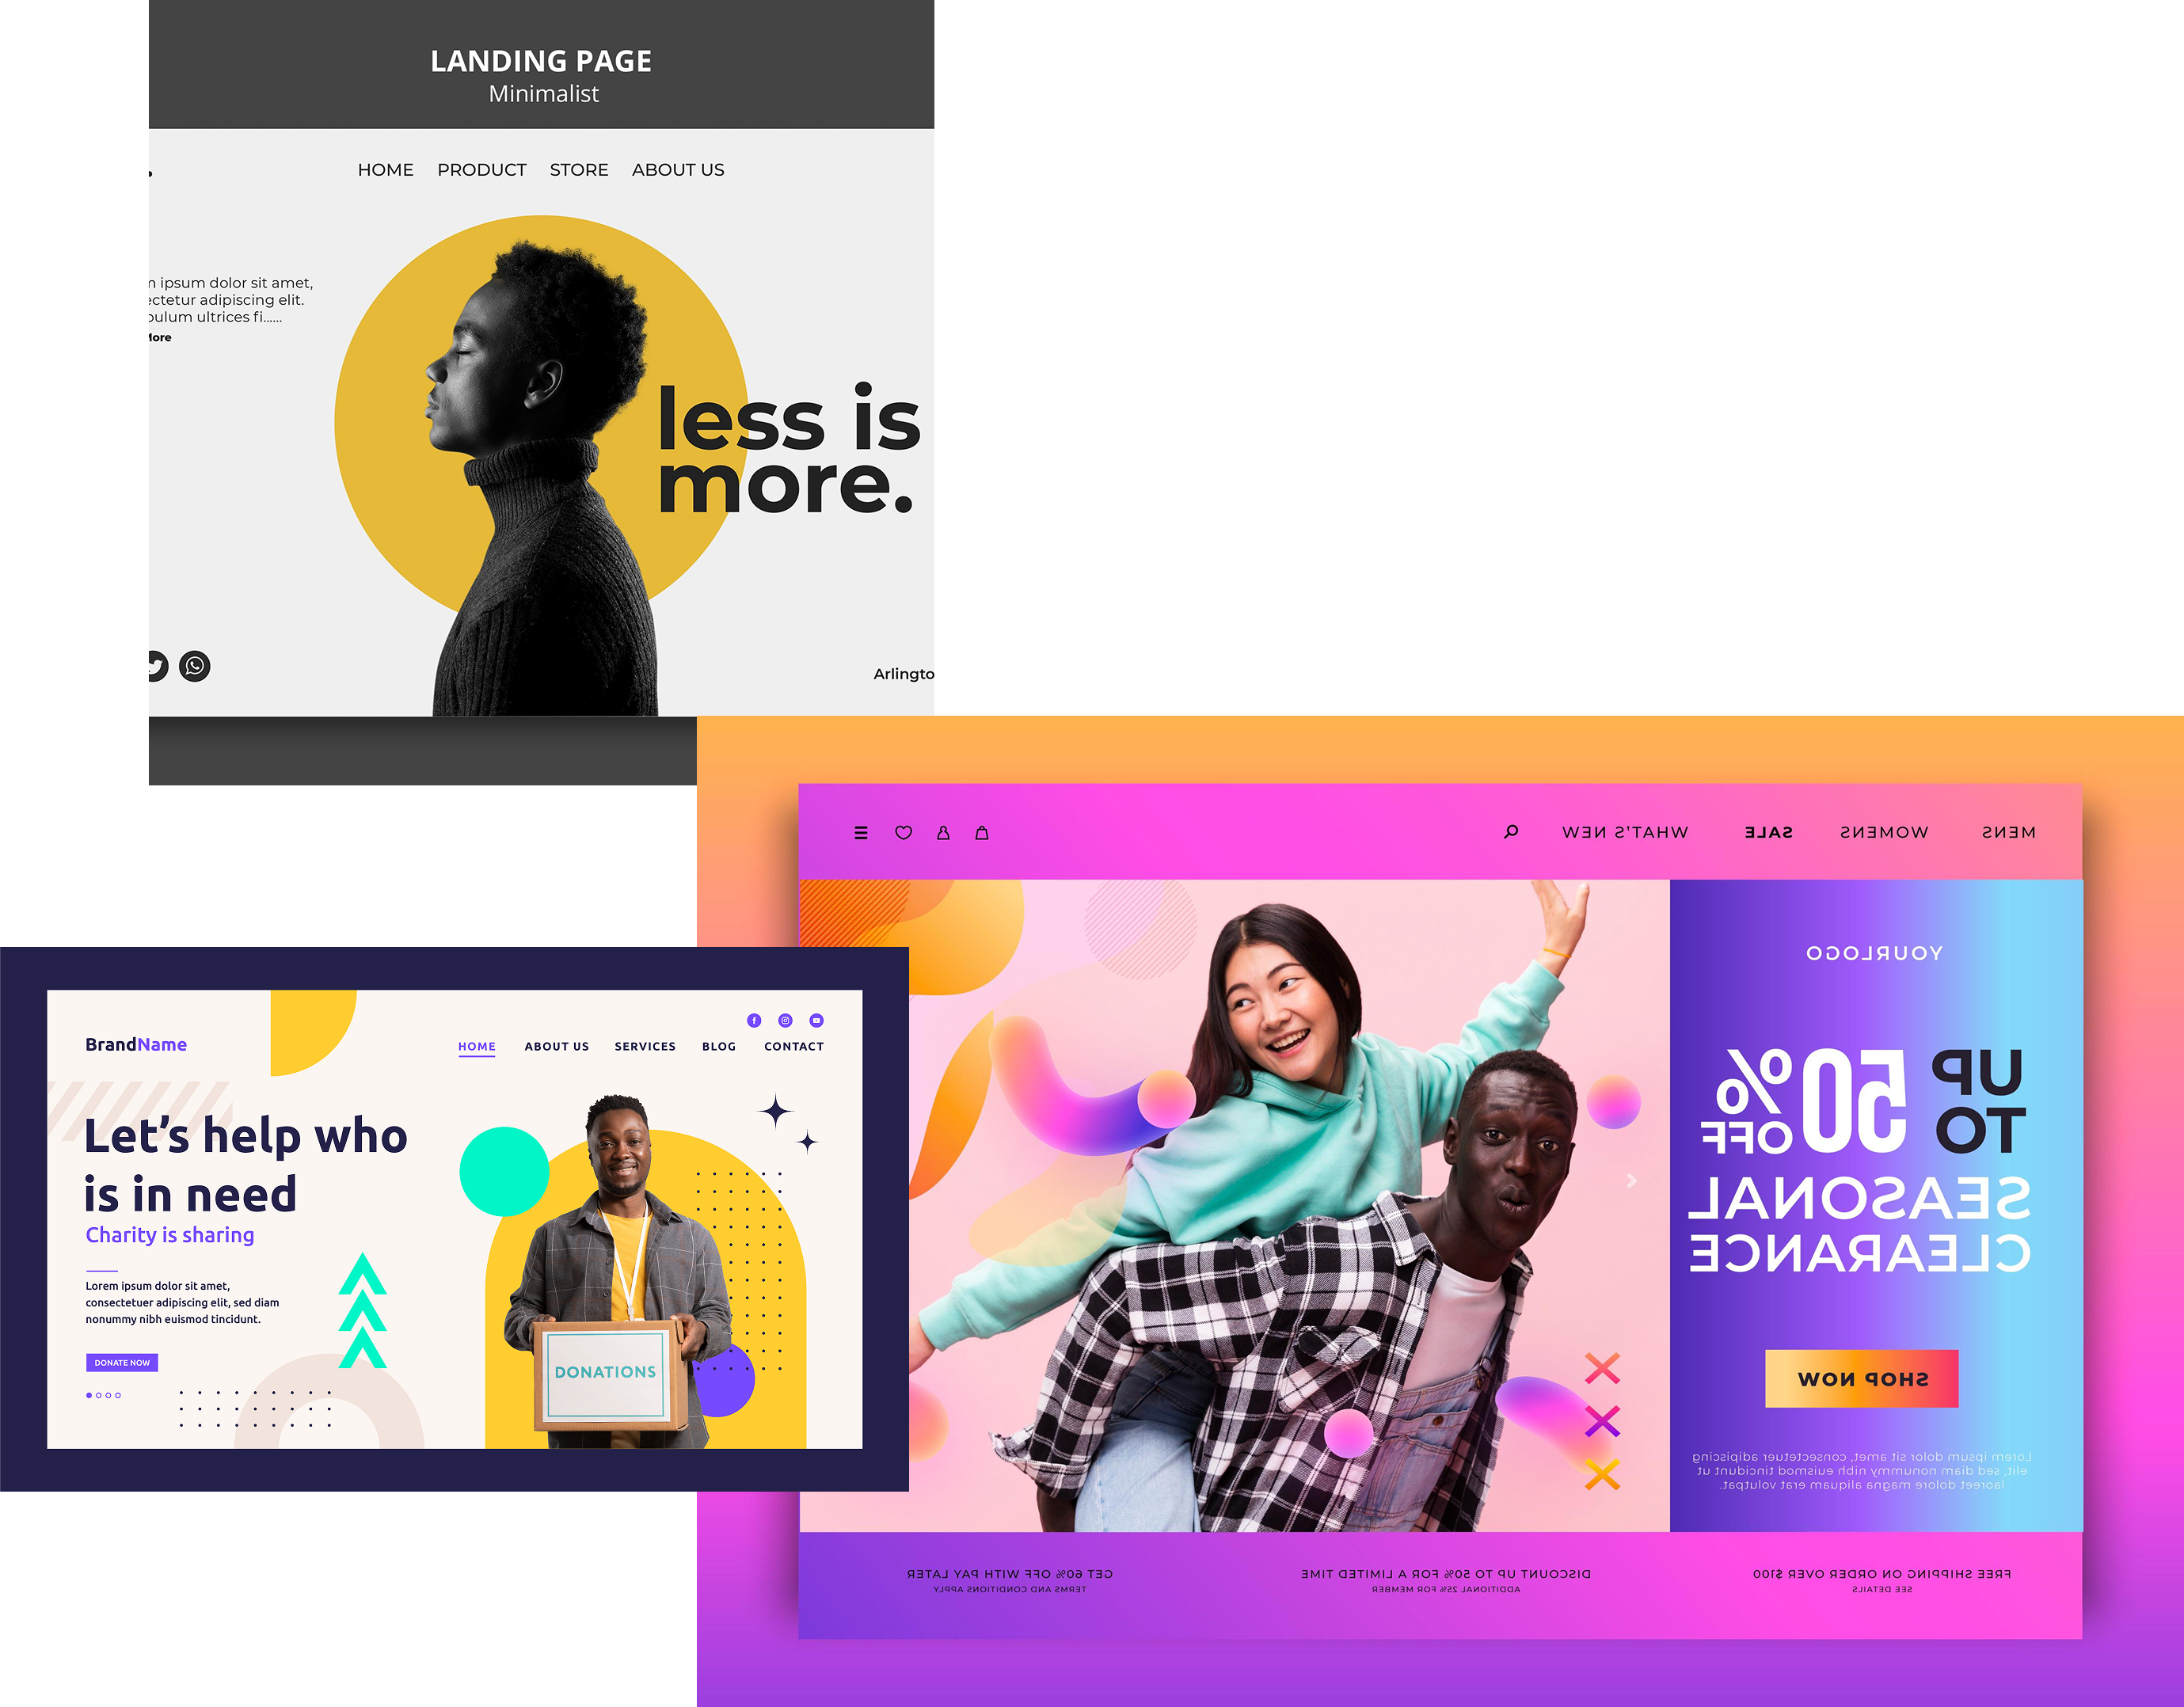 LANDING PAGE
Minimalist
HOME PRODUCT STORE ABOUT US
ipsum dolor sit amet,
adipiscing elit.
ultrices fi......
less is
more.
WHAT'S NEW SALE WOMENS MENS
YOURLOGO
UP TO 50% OFF
SEASONAL
CLEARANCE
SHOP NOW
Lorem ipsum dolor sit amet, consectetuer adipiscing
elit, sed diam nonummy nibh euismod tincidunt ut
laoreet dolore magna aliquam erat volutpat.
GET 60% OFF WITH PAY LATER
TERMS AND CONDITIONS APPLY
DISCOUNT UP TO 50% FOR A LIMITED TIME
ADDITIONAL 25% FOR MEMBER
FREE SHIPPING ON ORDER OVER $100
SEE DETAILS
BrandName
HOME ABOUT US SERVICES BLOG CONTACT
Let's help who
is in need
Charity is sharing
Lorem ipsum dolor sit amet,
consectetuer adipiscing elit, sed diam
nonummy nibh euismod tincidunt.
DONATE NOW
DONATIONS